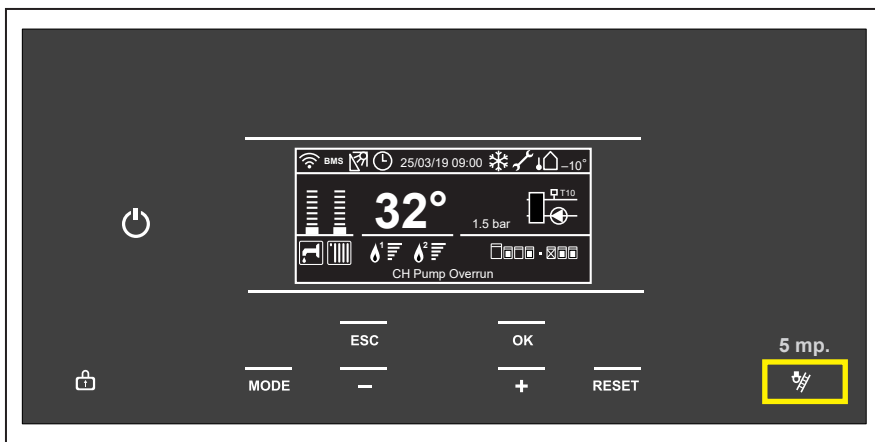 BMS 25/03/19 09:00 –10°
T10
32° 1.5 bar
1 2
CH Pump Overrun
ESC OK
5 mp.
MODE – + RESET